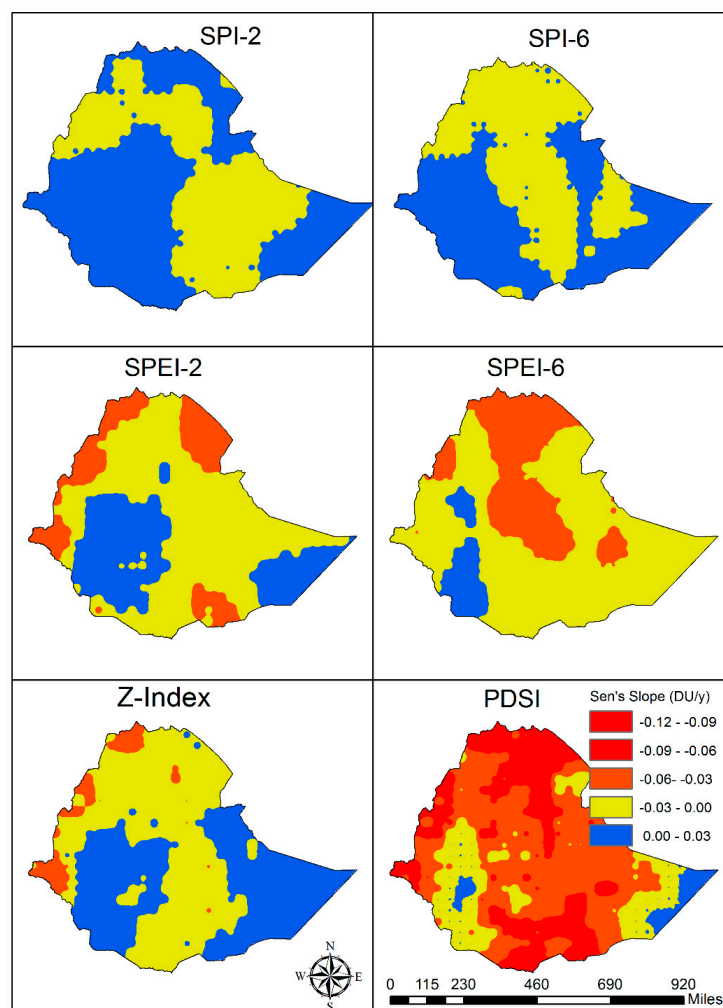 SPI-2
SPI-6
SPEI-2
SPEI-6
Z-Index
PDSI
Sen's Slope (DU/y)
-0.12 - -0.09
-0.09 - -0.06
-0.06- -0.03
-0.03 - 0.00
0.00 - 0.03
N
W E
S
0 115 230 460 690 920
Miles